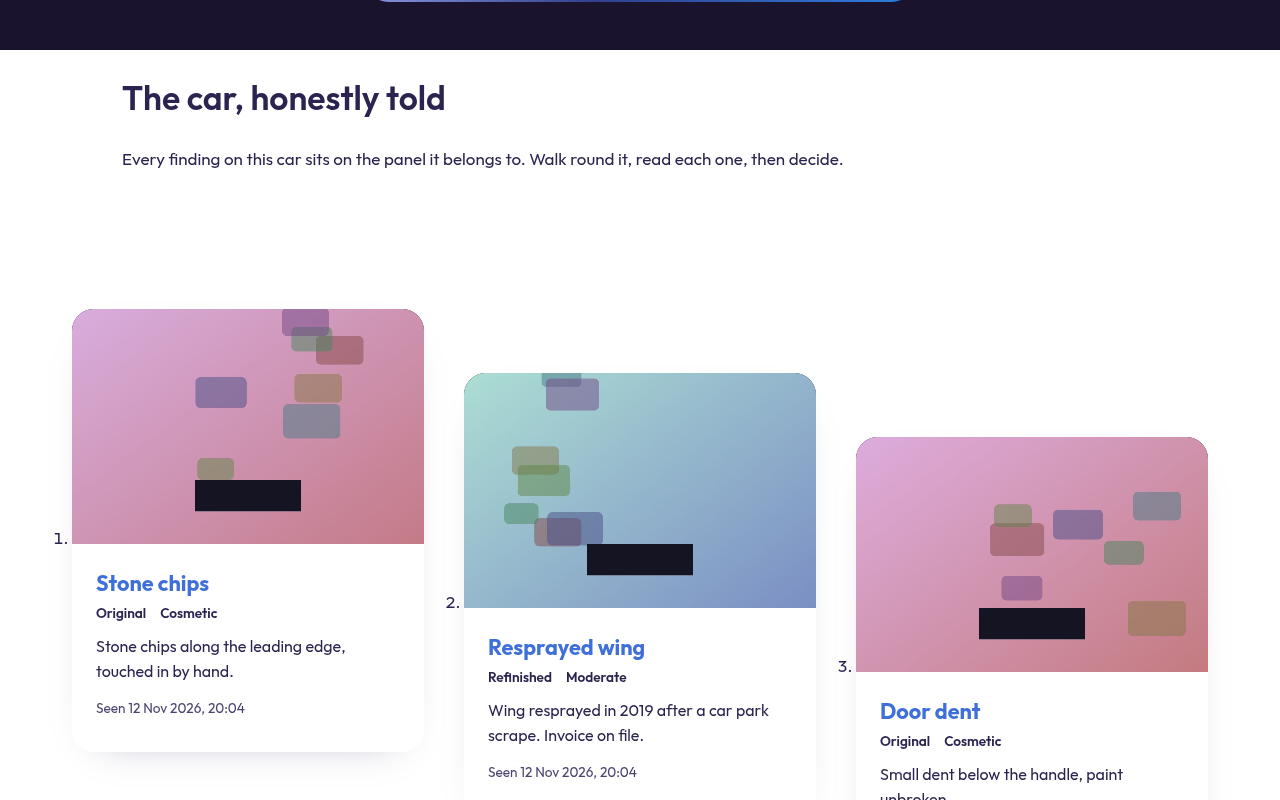 The car, honestly told
Every finding on this car sits on the panel it belongs to. Walk round it, read each one, then decide.
1.
Stone chips
Original Cosmetic
Stone chips along the leading edge,
touched in by hand.
Seen 12 Nov 2026, 20:04
2.
Resprayed wing
Refinished Moderate
Wing resprayed in 2019 after a car park
scrape. Invoice on file.
Seen 12 Nov 2026, 20:04
3.
Door dent
Original Cosmetic
Small dent below the handle, paint
unbroken.